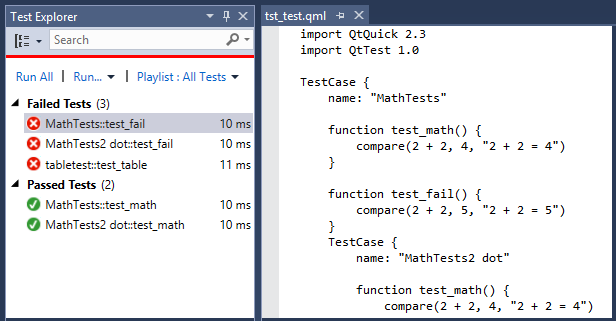 Test Explorer
Search
Run All
Run...
Playlist : All Tests
Failed Tests (3)
MathTests::test_fail 10 ms
MathTests2 dot::test_fail 10 ms
tabletest::test_table 11 ms
Passed Tests (2)
MathTests::test_math 10 ms
MathTests2 dot::test_math 10 ms
tst_test.qml
import QtQuick 2.3
import QtTest 1.0
TestCase {
name: "MathTests"
function test_math() {
compare(2 + 2, 4, "2 + 2 = 4")
}
function test_fail() {
compare(2 + 2, 5, "2 + 2 = 5")
}
TestCase {
name: "MathTests2 dot"
function test_math() {
compare(2 + 2, 4, "2 + 2 = 4")